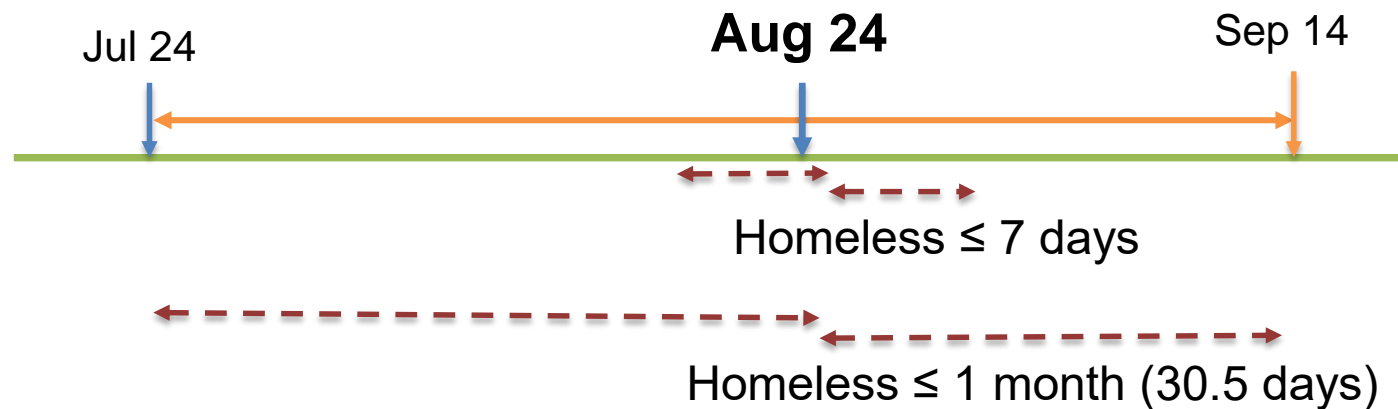 Jul 24
Aug 24
Sep 14
Homeless ≤ 7 days
Homeless ≤ 1 month (30.5 days)